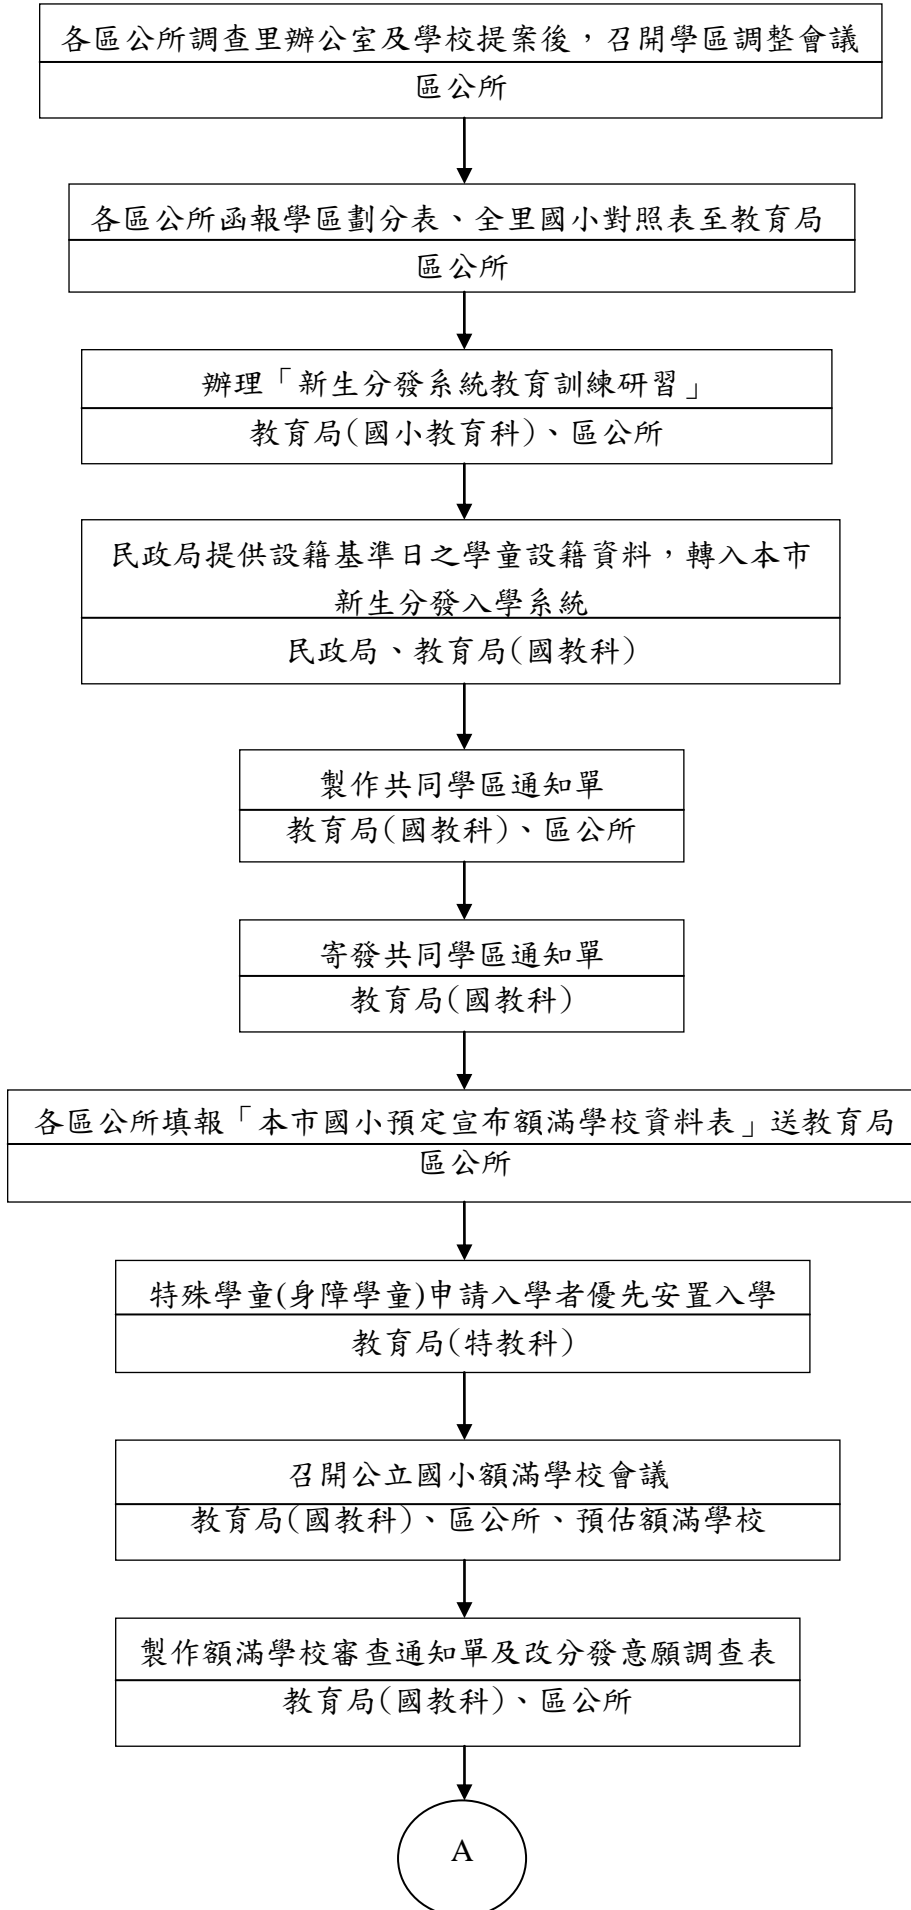 各區公所調查里辦公室及學校提案後，召開學區調整會議
區公所
各區公所函報學區劃分表、全里國小對照表至教育局
區公所
辦理「新生分發系統教育訓練研習」
教育局(國小教育科)、區公所
民政局提供設籍基準日之學童設籍資料，轉入本市
新生分發入學系統
民政局、教育局(國教科)
製作共同學區通知單
教育局(國教科)、區公所
寄發共同學區通知單
教育局(國教科)
各區公所填報「本市國小預定宣布額滿學校資料表」送教育局
區公所
特殊學童(身障學童)申請入學者優先安置入學
教育局(特教科)
召開公立國小額滿學校會議
教育局(國教科)、區公所、預估額滿學校
製作額滿學校審查通知單及改分發意願調查表
教育局(國教科)、區公所
A